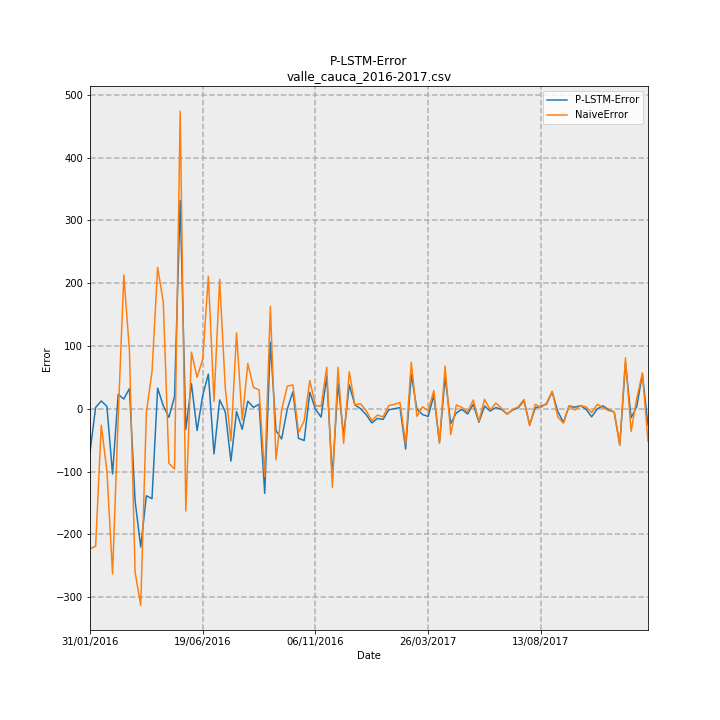 P-LSTM-Error
valle_cauca_2016-2017.csv
P-LSTM-Error
NaiveError
500
400
300
200
100
0
−100
−200
−300
Error
31/01/2016 19/06/2016 06/11/2016 26/03/2017 13/08/2017
Date